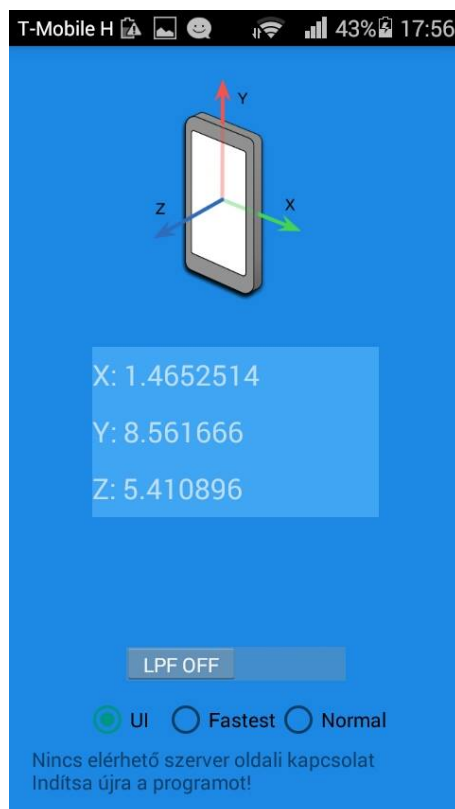 T-Mobile H 43% 17:56
Y
Z X
X: 1.4652514
Y: 8.561666
Z: 5.410896
LPF OFF
UI Fastest Normal
Nincs elérhető szerver oldali kapcsolat
Indítsa újra a programot!